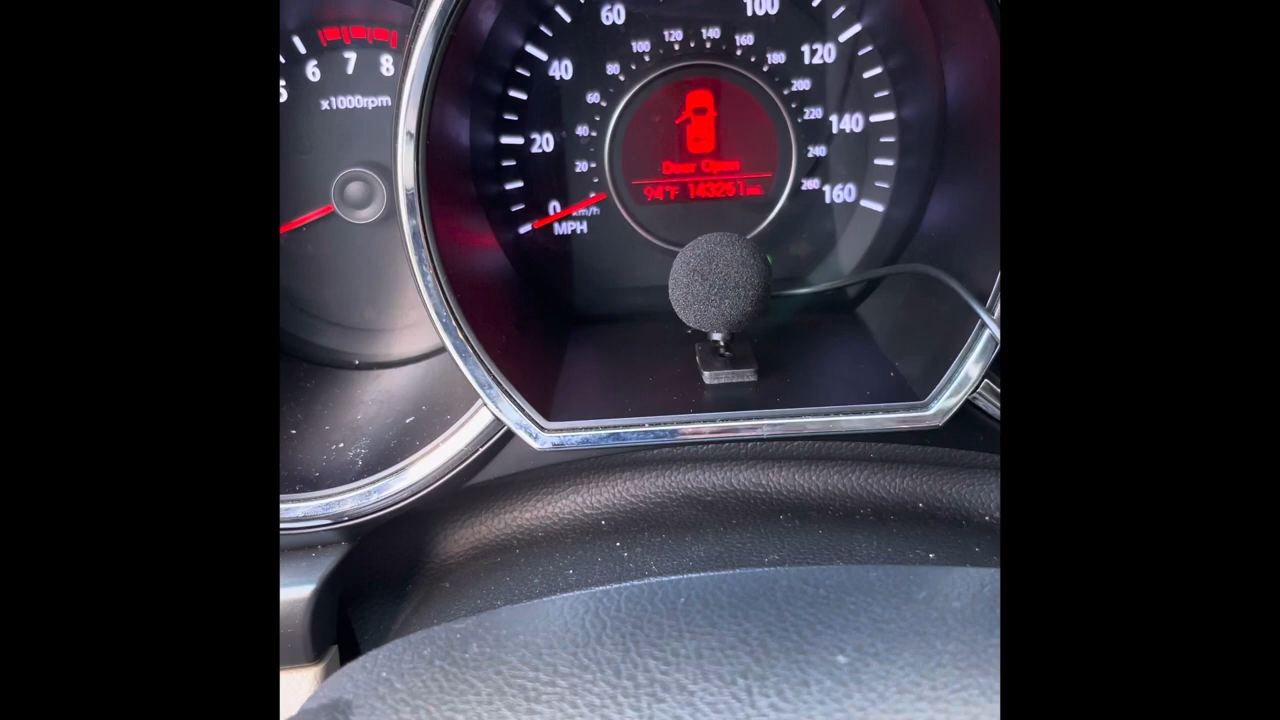 5 6 7 8
x1000rpm
0 20 40 60 100 120 140 160
20 40 60 80 100 120 140 160 180 200 220 240 260
km/h
MPH
Door Open
94°F 143251 mi.